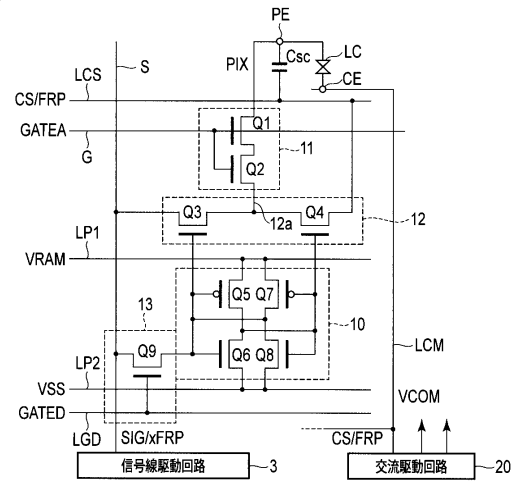 PE
S
LCS
PIX
Csc
LC
CE
CS/FRP
GATEA
Q1
G
Q2
11
Q3
Q4
12
12a
LP1
VRAM
Q5
Q7
13
10
Q9
Q6
Q8
LP2
LCM
VSS
VCOM
GATED
LGD
SIG/xFRP
CS/FRP
信号線駆動回路
3
交流駆動回路
20